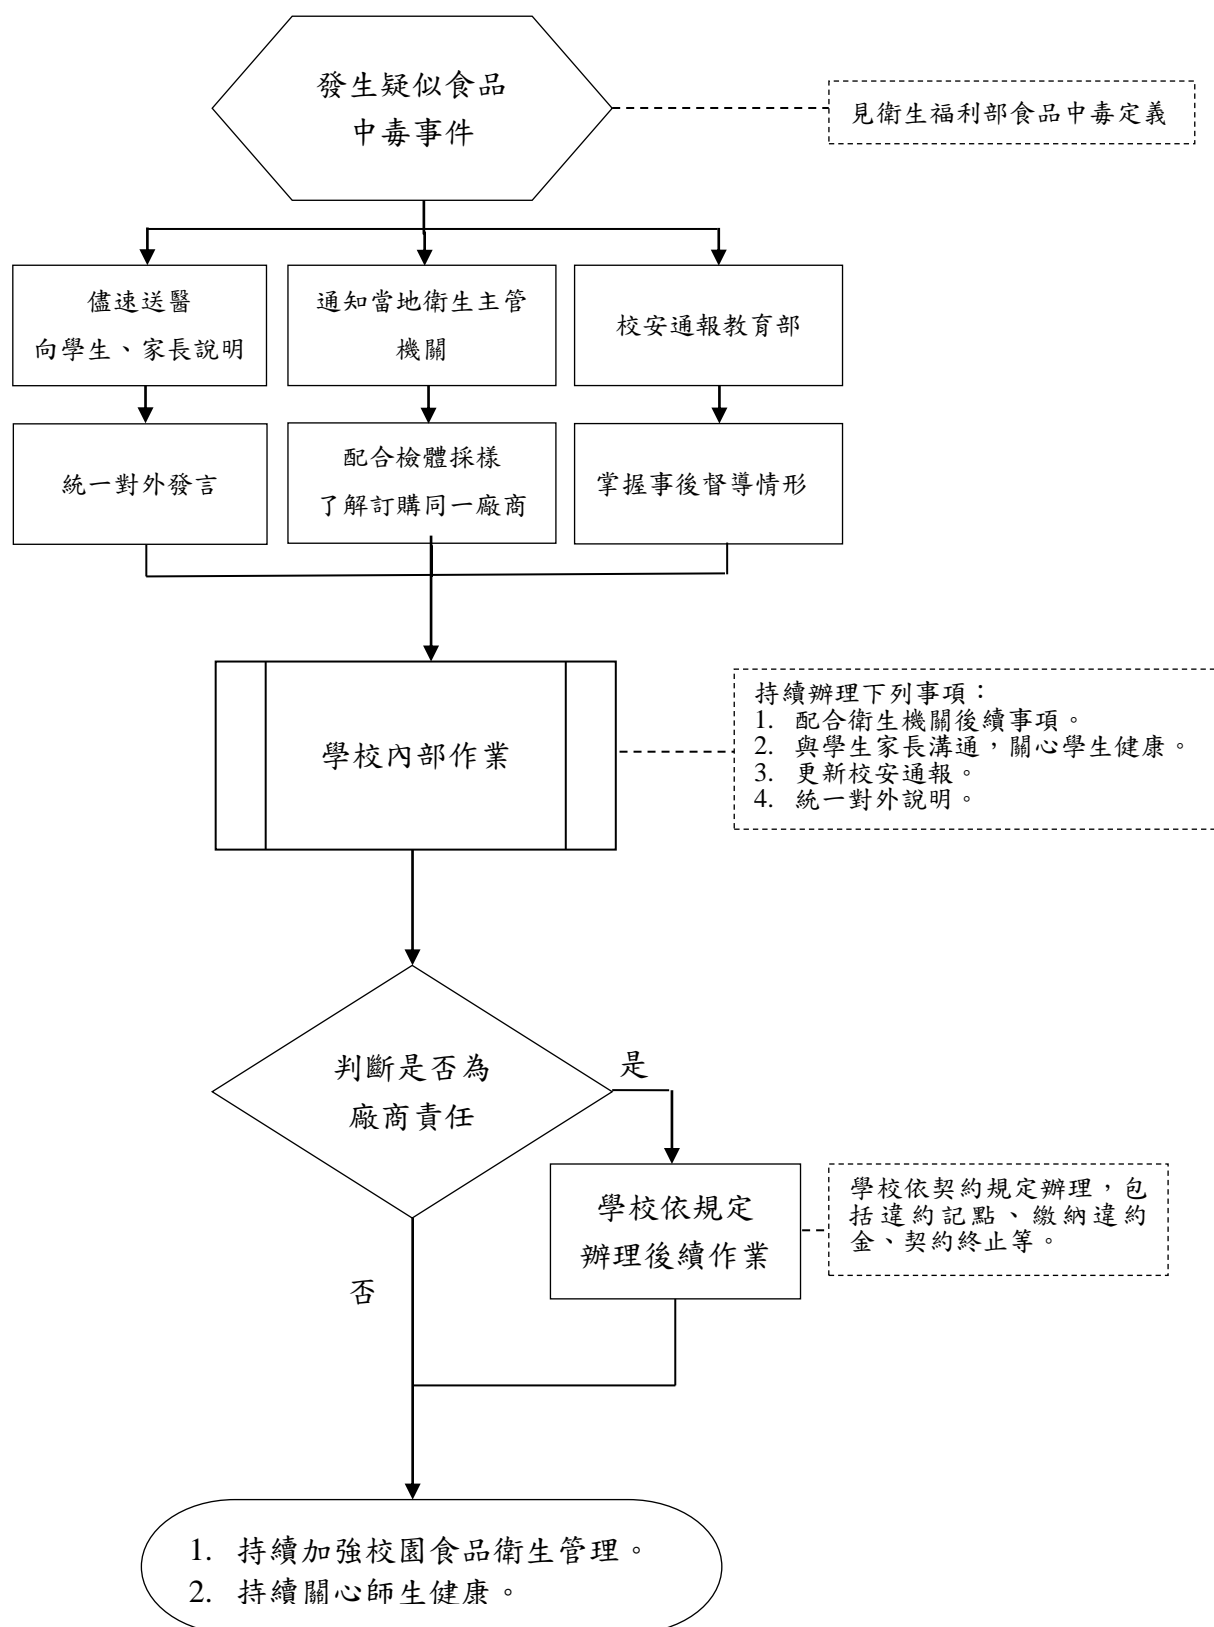 發生疑似食品
中毒事件
見衛生福利部食品中毒定義
儘速送醫
向學生、家長說明
通知當地衛生主管
機關
校安通報教育部
統一對外發言
配合檢體採樣
了解訂購同一廠商
掌握事後督導情形
學校內部作業
持續辦理下列事項：
1. 配合衛生機關後續事項。
2. 與學生家長溝通，關心學生健康。
3. 更新校安通報。
4. 統一對外說明。
判斷是否為
廠商責任
是
學校依規定
辦理後續作業
學校依契約規定辦理，包
括違約記點、繳納違約
金、契約終止等。
否
1. 持續加強校園食品衛生管理。
2. 持續關心師生健康。